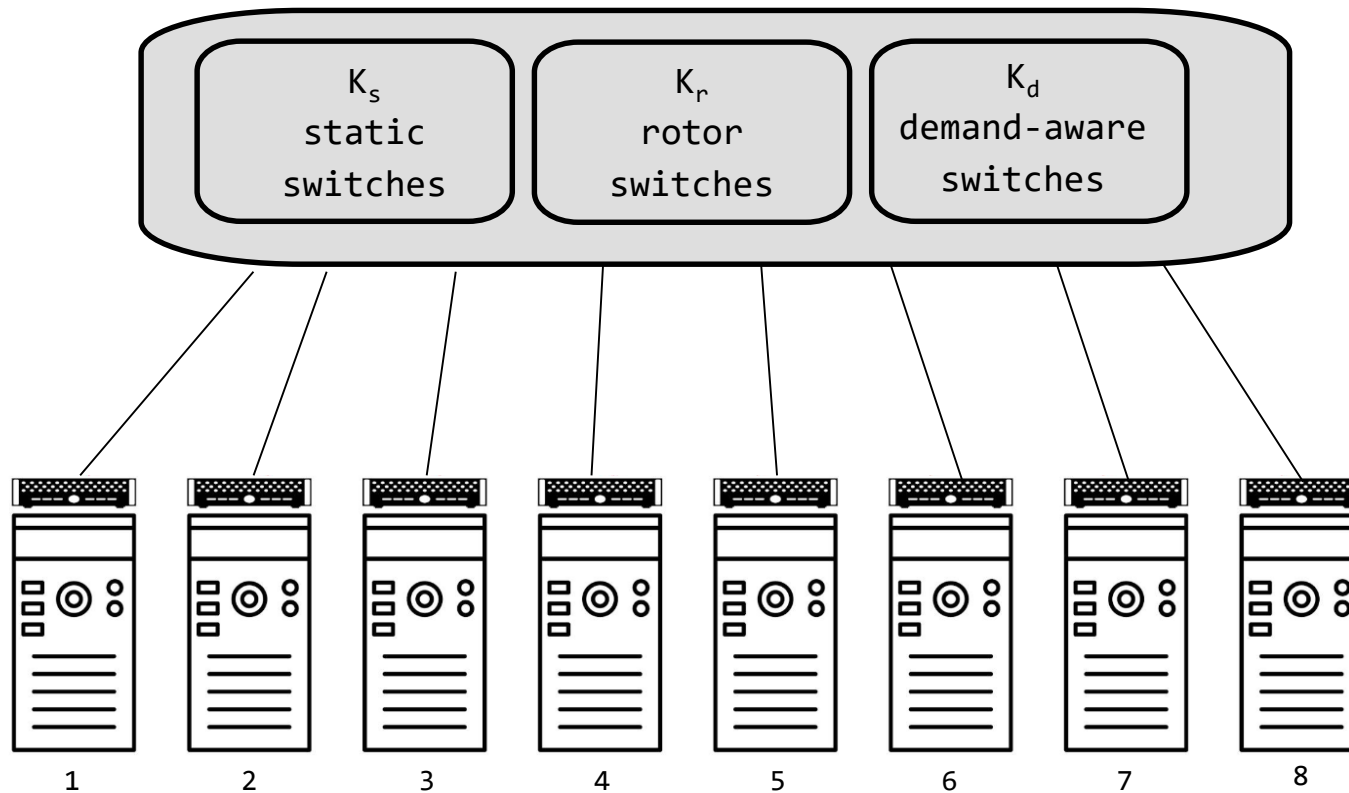 K_s
static
switches
K_r
rotor
switches
K_d
demand-aware
switches
1 2 3 4 5 6 7 8